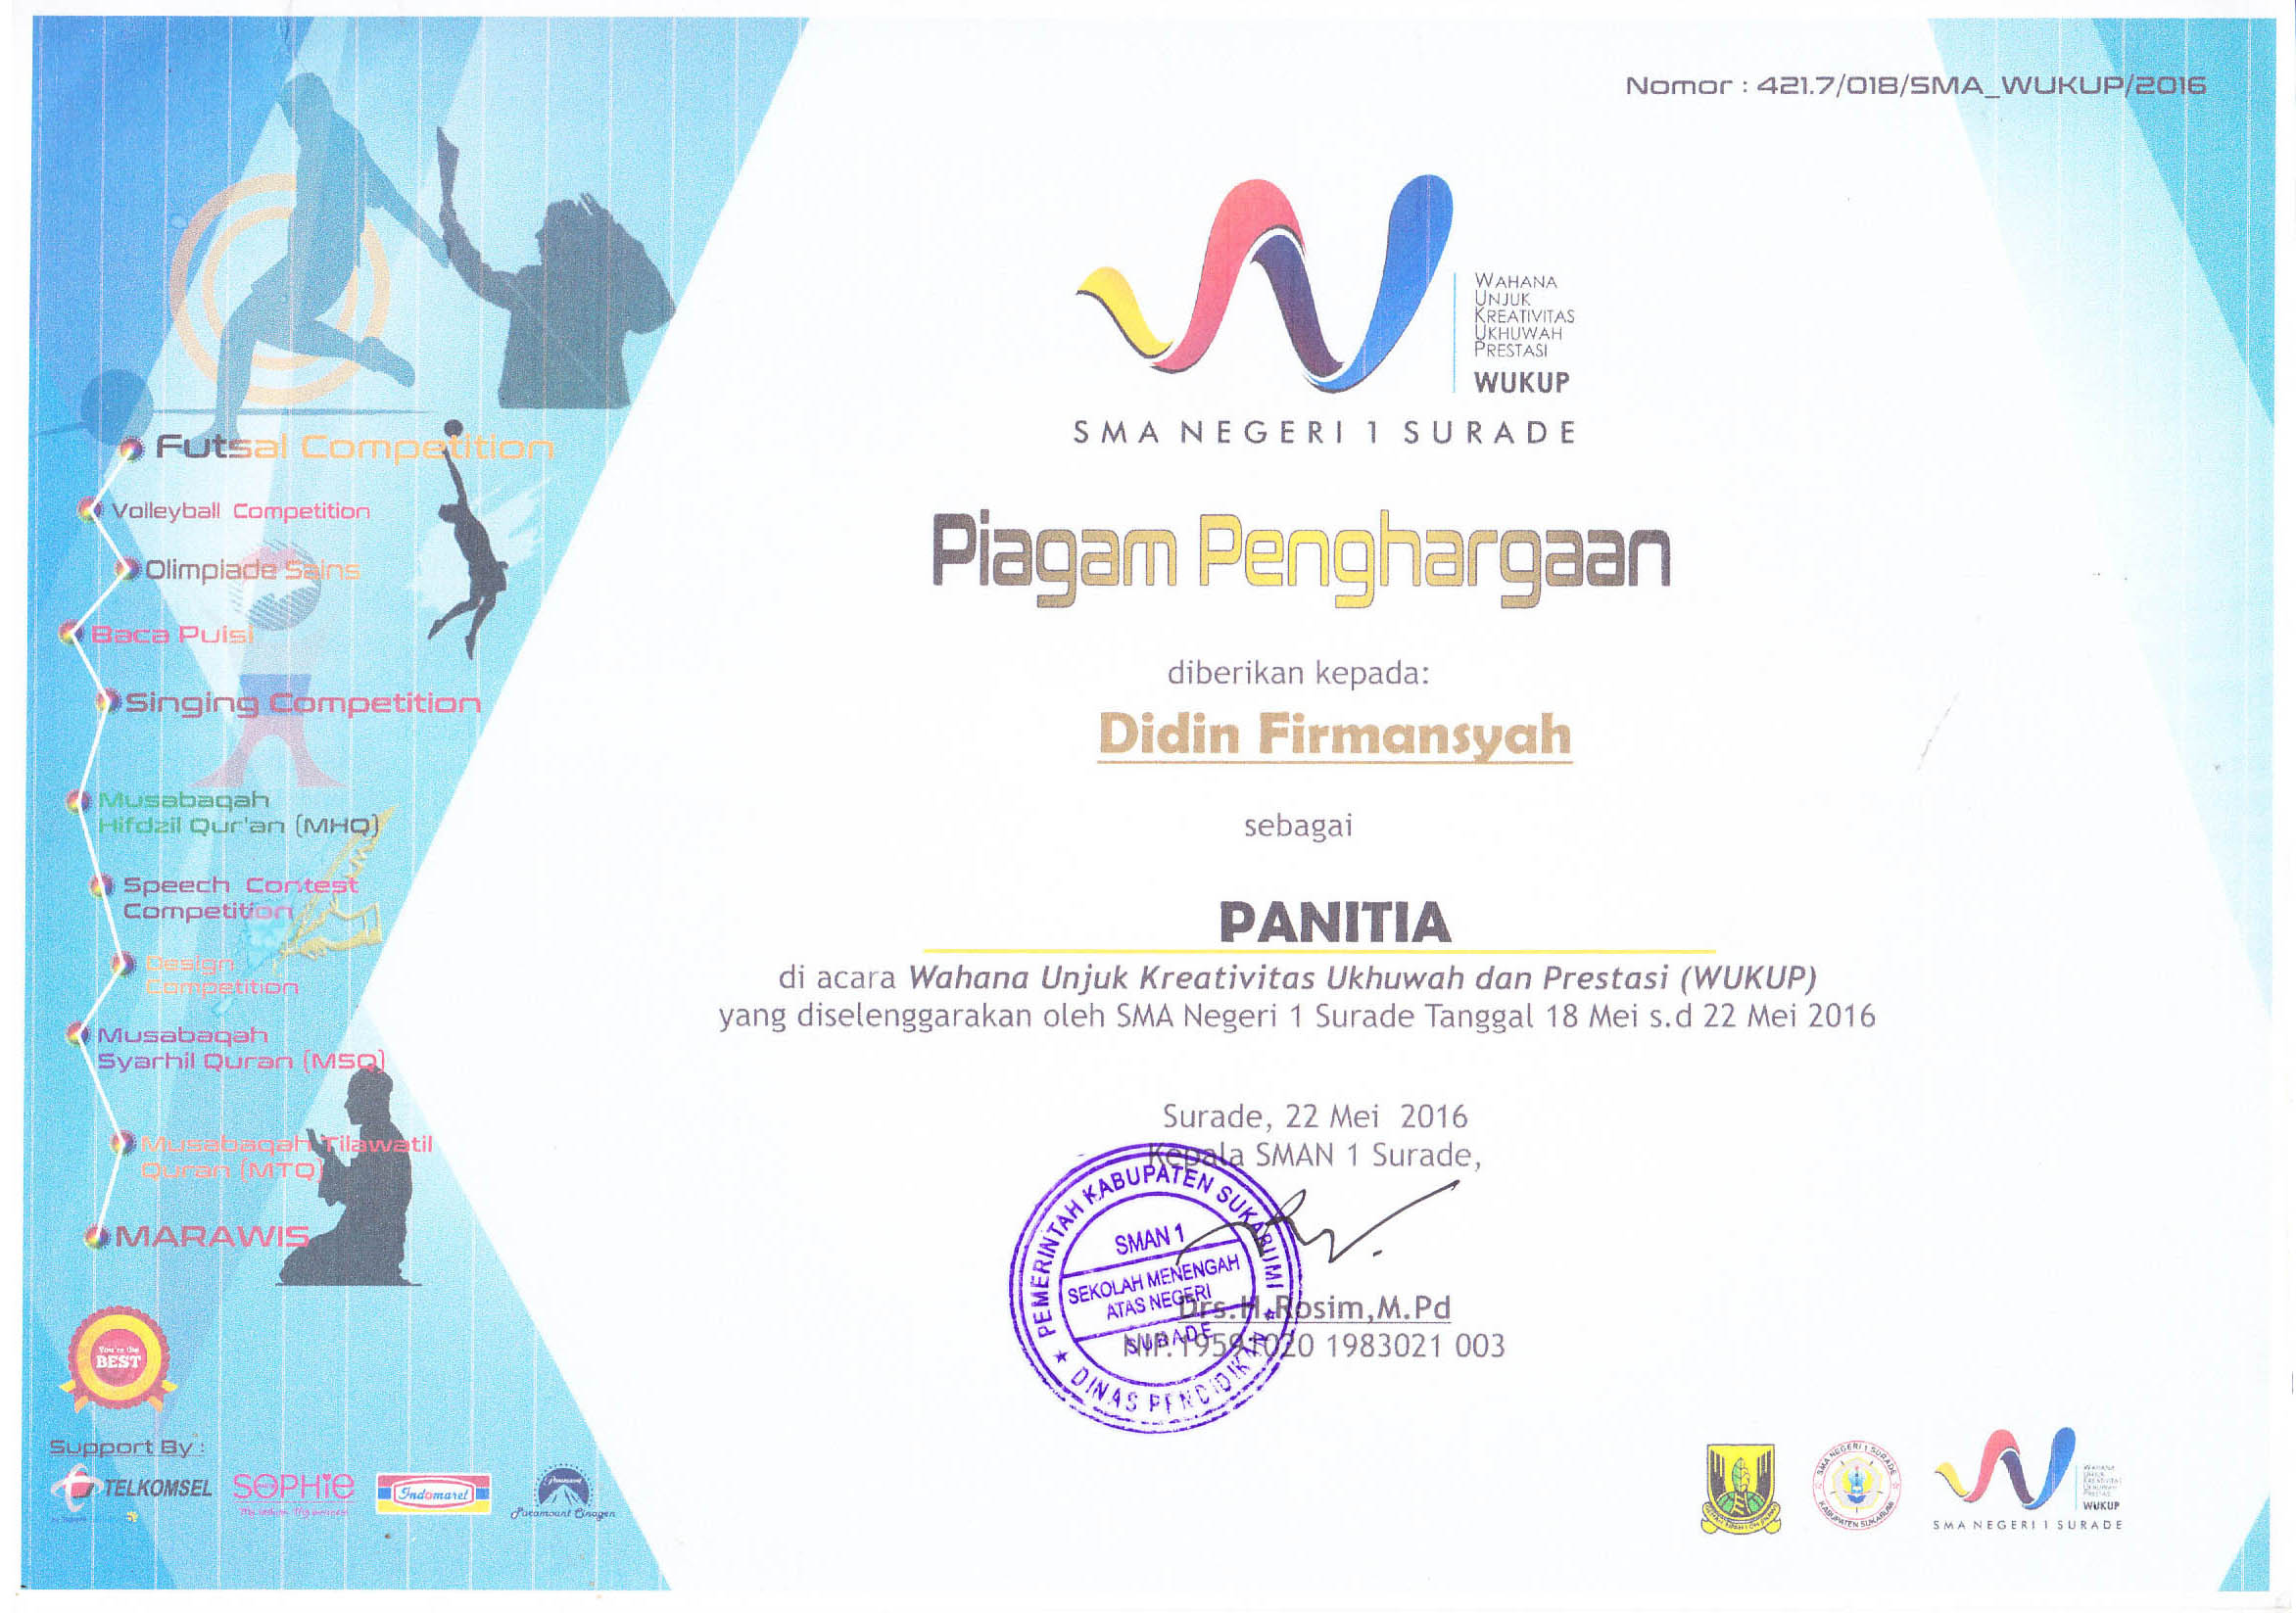 Nomor : 421.7/018/SMA_WUKUP/2016
WAHANA
UNJUK
KREATIVITAS
UKHUWAH
PRESTASI
WUKUP
SMA NEGERI 1 SURADE
Piagam Penghargaan
diberikan kepada:
Didin Firmansyah
sebagai
PANITIA
di acara Wahana Unjuk Kreativitas Ukhuwah dan Prestasi (WUKUP)
yang diselenggarakan oleh SMA Negeri 1 Surade Tanggal 18 Mei s.d 22 Mei 2016
Surade, 22 Mei 2016
Kepala SMAN 1 Surade,
Drs.H.Rosim,M.Pd
NIP. 1983021 003
PEMERINTAH KABUPATEN SUKABUMI
SMAN 1
SEKOLAH MENENGAH
ATAS NEGERI
SURADE
DINAS PENDIDIKAN
Futsal Competition
Volleyball Competition
Olimpiade Sains
Baca Puisi
Singing Competition
Musabaqah
Hifdzil Qur'an (MHQ)
Speech Contest
Competition
Design
Competition
Musabaqah
Syarhil Quran (MSQ)
Musabaqah Tilawatil
Quran (MTQ)
MARAWIS
You're the
BEST
Support By :
TELKOMSEL
SOPHIE
Indomaret
Paramount
SMA NEGERI 1 SURADE
KABUPATEN SUKABUMI
WUKUP
SMA NEGERI 1 SURADE